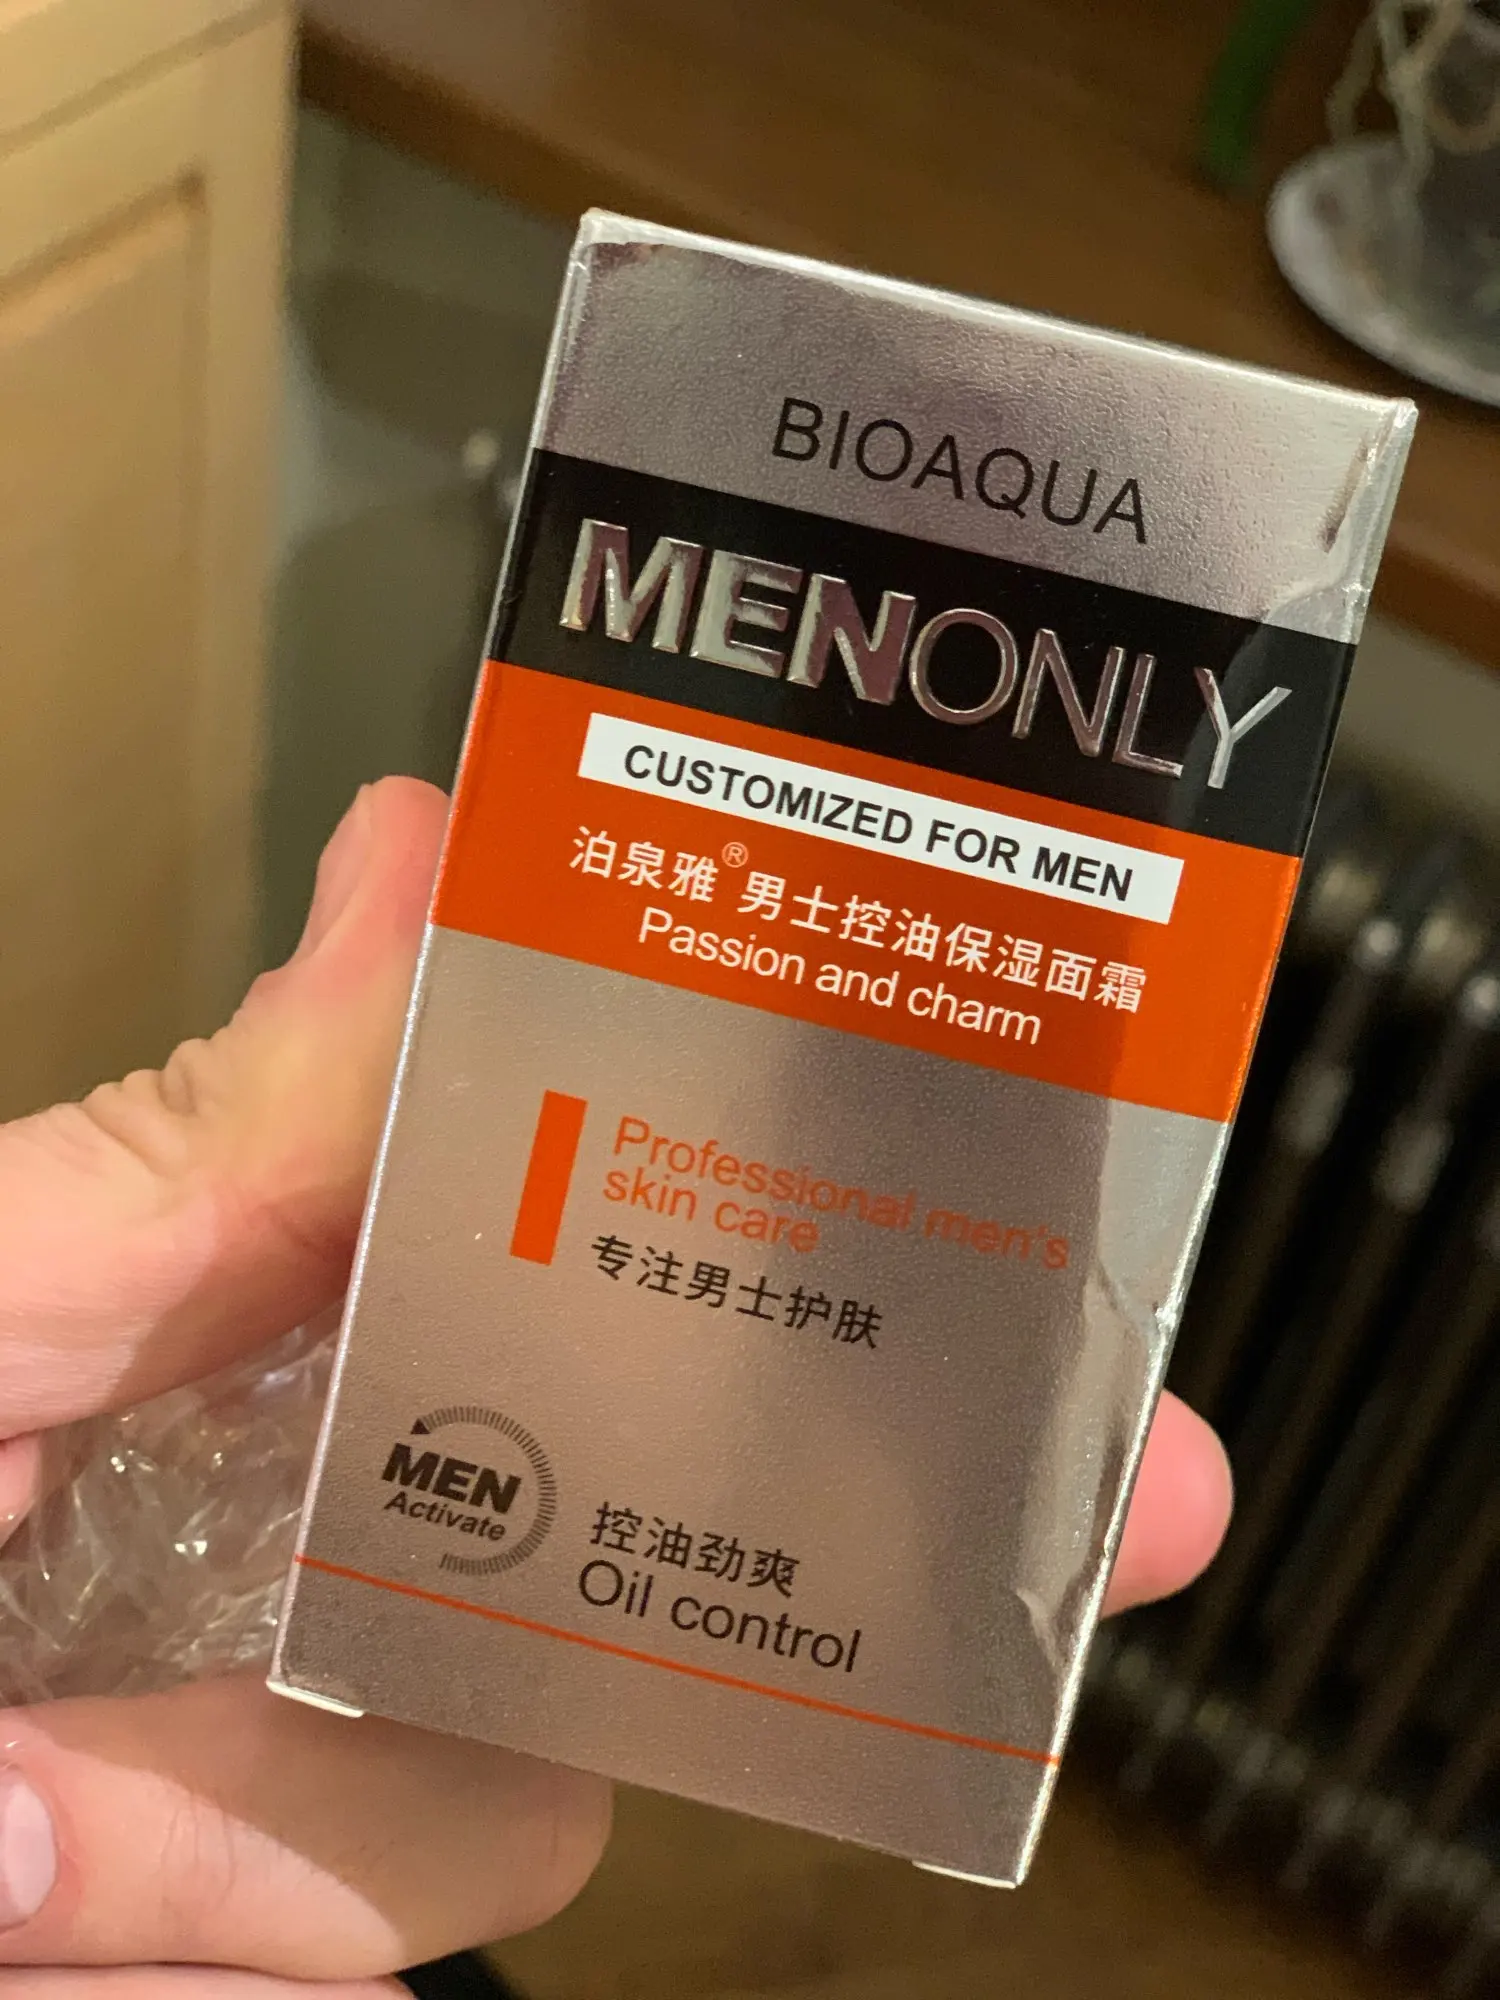 BIOAQUA
MENONLY
CUSTOMIZED FOR MEN
泊泉雅® 男士控油保湿面霜
Passion and charm
Professional men's
skin care
专注男士护肤
MEN
Activate
控油劲爽
Oil control